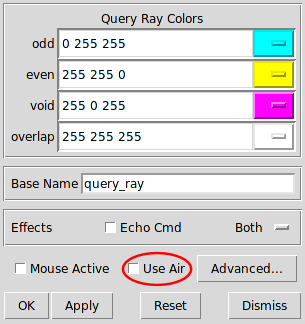 Query Ray Colors
odd 0 255 255
even 255 255 0
void 255 0 255
overlap 255 255 255
Base Name query_ray
Effects Echo Cmd Both
Mouse Active Use Air Advanced...
OK Apply Reset Dismiss